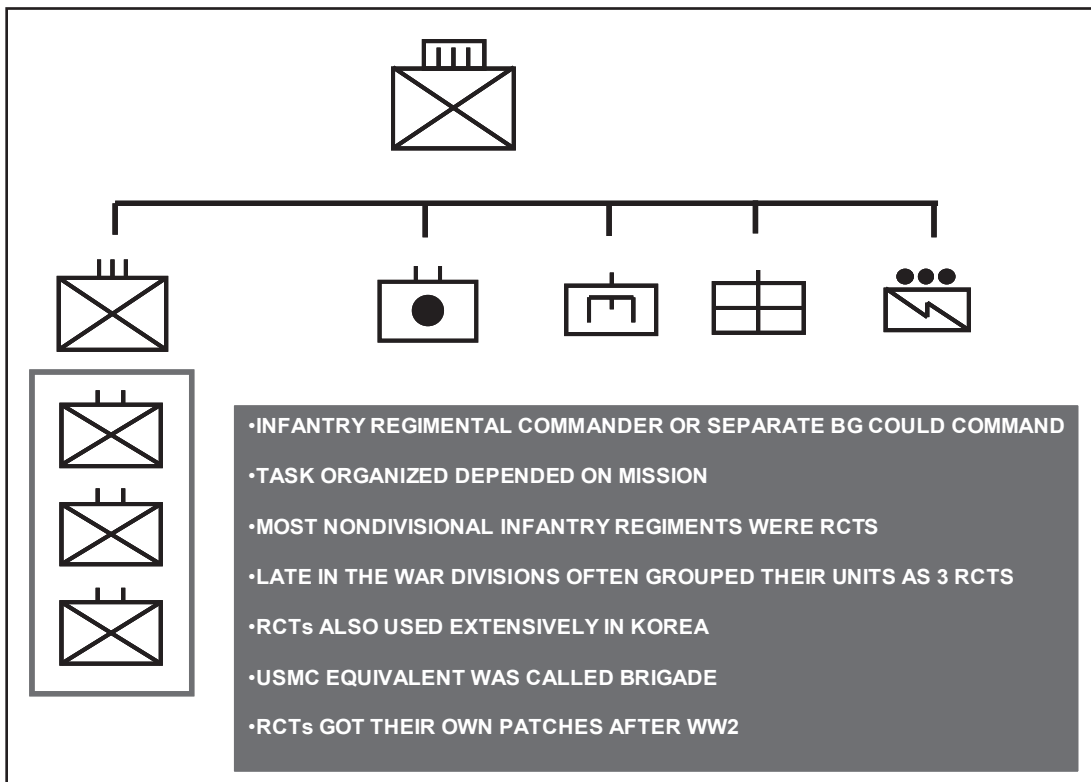 •INFANTRY REGIMENTAL COMMANDER OR SEPARATE BG COULD COMMAND
•TASK ORGANIZED DEPENDED ON MISSION
•MOST NONDIVISIONAL INFANTRY REGIMENTS WERE RCTS
•LATE IN THE WAR DIVISIONS OFTEN GROUPED THEIR UNITS AS 3 RCTS
•RCTs ALSO USED EXTENSIVELY IN KOREA
•USMC EQUIVALENT WAS CALLED BRIGADE
•RCTs GOT THEIR OWN PATCHES AFTER WW2